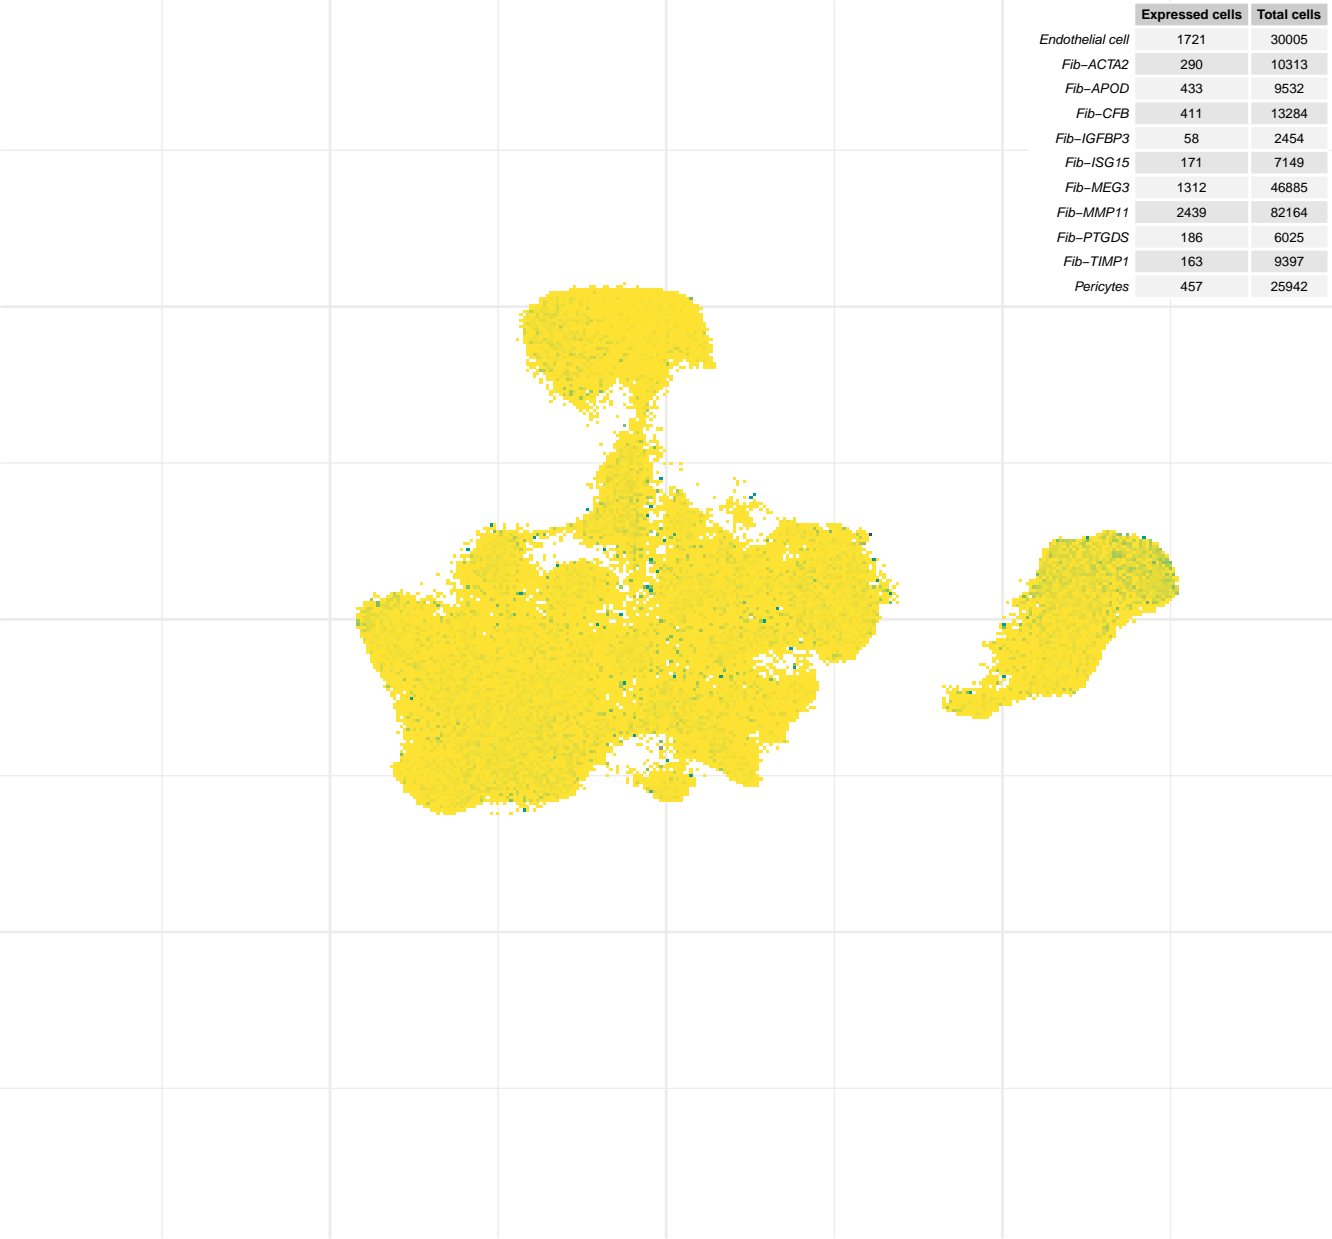 Expressed cells Total cells
Endothelial cell 1721 30005
Fib−ACTA2 290 10313
Fib−APOD 433 9532
Fib−CFB 411 13284
Fib−IGFBP3 58 2454
Fib−ISG15 171 7149
Fib−MEG3 1312 46885
Fib−MMP11 2439 82164
Fib−PTGDS 186 6025
Fib−TIMP1 163 9397
Pericytes 457 25942